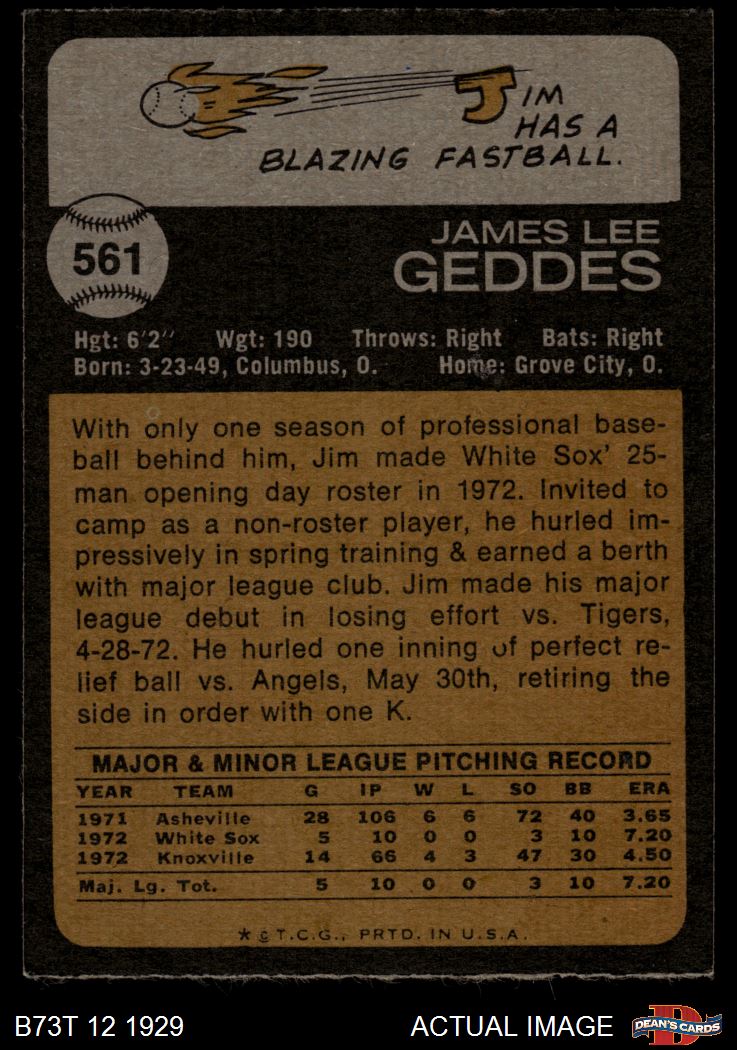 JIM
HAS A
BLAZING FASTBALL.
561
JAMES LEE
GEDDES
Hgt: 6'2" Wgt: 190 Throws: Right Bats: Right
Born: 3-23-49, Columbus, O. Home: Grove City, O.
With only one season of professional base-
ball behind him, Jim made White Sox' 25-
man opening day roster in 1972. Invited to
camp as a non-roster player, he hurled im-
pressively in spring training & earned a berth
with major league club. Jim made his major
league debut in losing effort vs. Tigers,
4-28-72. He hurled one inning of perfect re-
lief ball vs. Angels, May 30th, retiring the
side in order with one K.
MAJOR & MINOR LEAGUE PITCHING RECORD
YEAR TEAM G IP W L SO BB ERA
1971 Asheville 28 106 6 6 72 40 3.65
1972 White Sox 5 10 0 0 3 10 7.20
1972 Knoxville 14 66 4 3 47 30 4.50
Maj. Lg. Tot. 5 10 0 0 3 10 7.20
* © T.C.G., PRTD. IN U.S.A.
B73T 12 1929 ACTUAL IMAGE DEAN'S CARDS